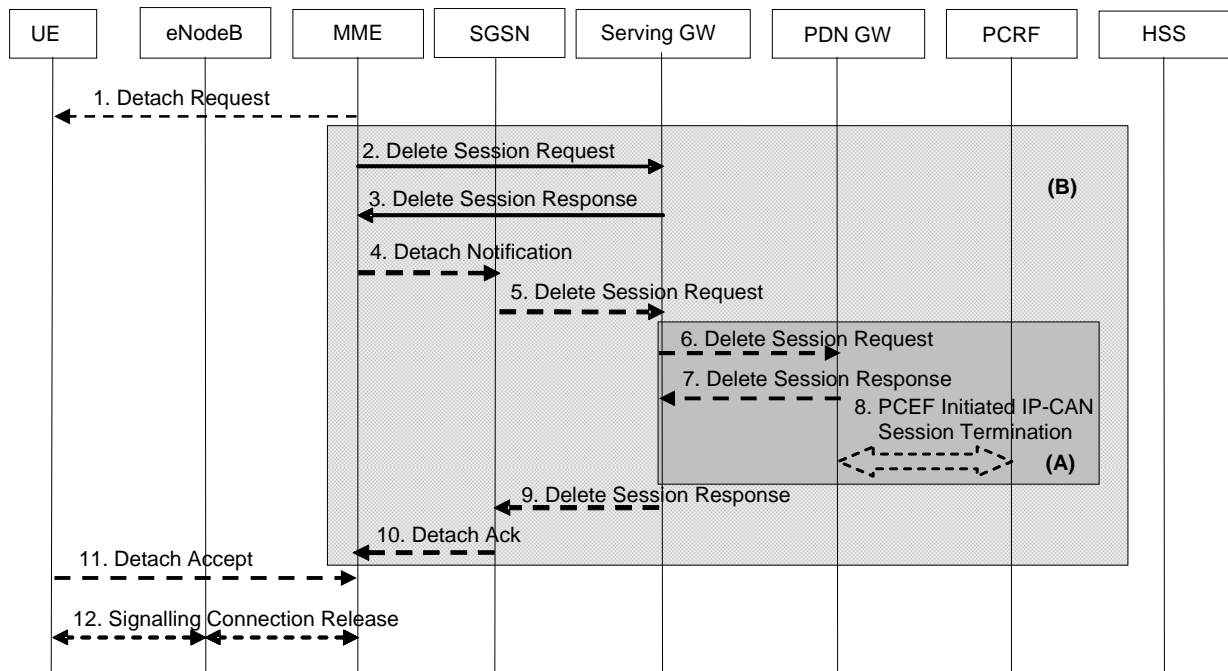 UE
eNodeB
MME
SGSN
Serving GW
PDN GW
PCRF
HSS
1. Detach Request
2. Delete Session Request
(B)
3. Delete Session Response
4. Detach Notification
5. Delete Session Request
6. Delete Session Request
7. Delete Session Response
8. PCEF Initiated IP-CAN
Session Termination
(A)
9. Delete Session Response
10. Detach Ack
11. Detach Accept
12. Signalling Connection Release